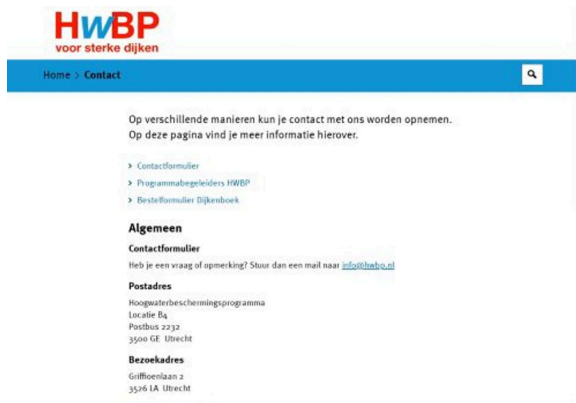 HWBP
voor sterke dijken
Home > Contact
Op verschillende manieren kun je contact met ons worden opnemen.
Op deze pagina vind je meer informatie hierover.
> Contactformulier
> Programmabegeleiders HWBP
> Bestelformulier Dijkenboek
Algemeen
Contactformulier
Heb je een vraag of opmerking? Stuur dan een mail naar info@hwbp.nl
Postadres
Hoogwaterbeschermingsprogramma
Locatie B4
Postbus 2232
3500 GE Utrecht
Bezoekadres
Griffioenlaan 2
3526 LA Utrecht